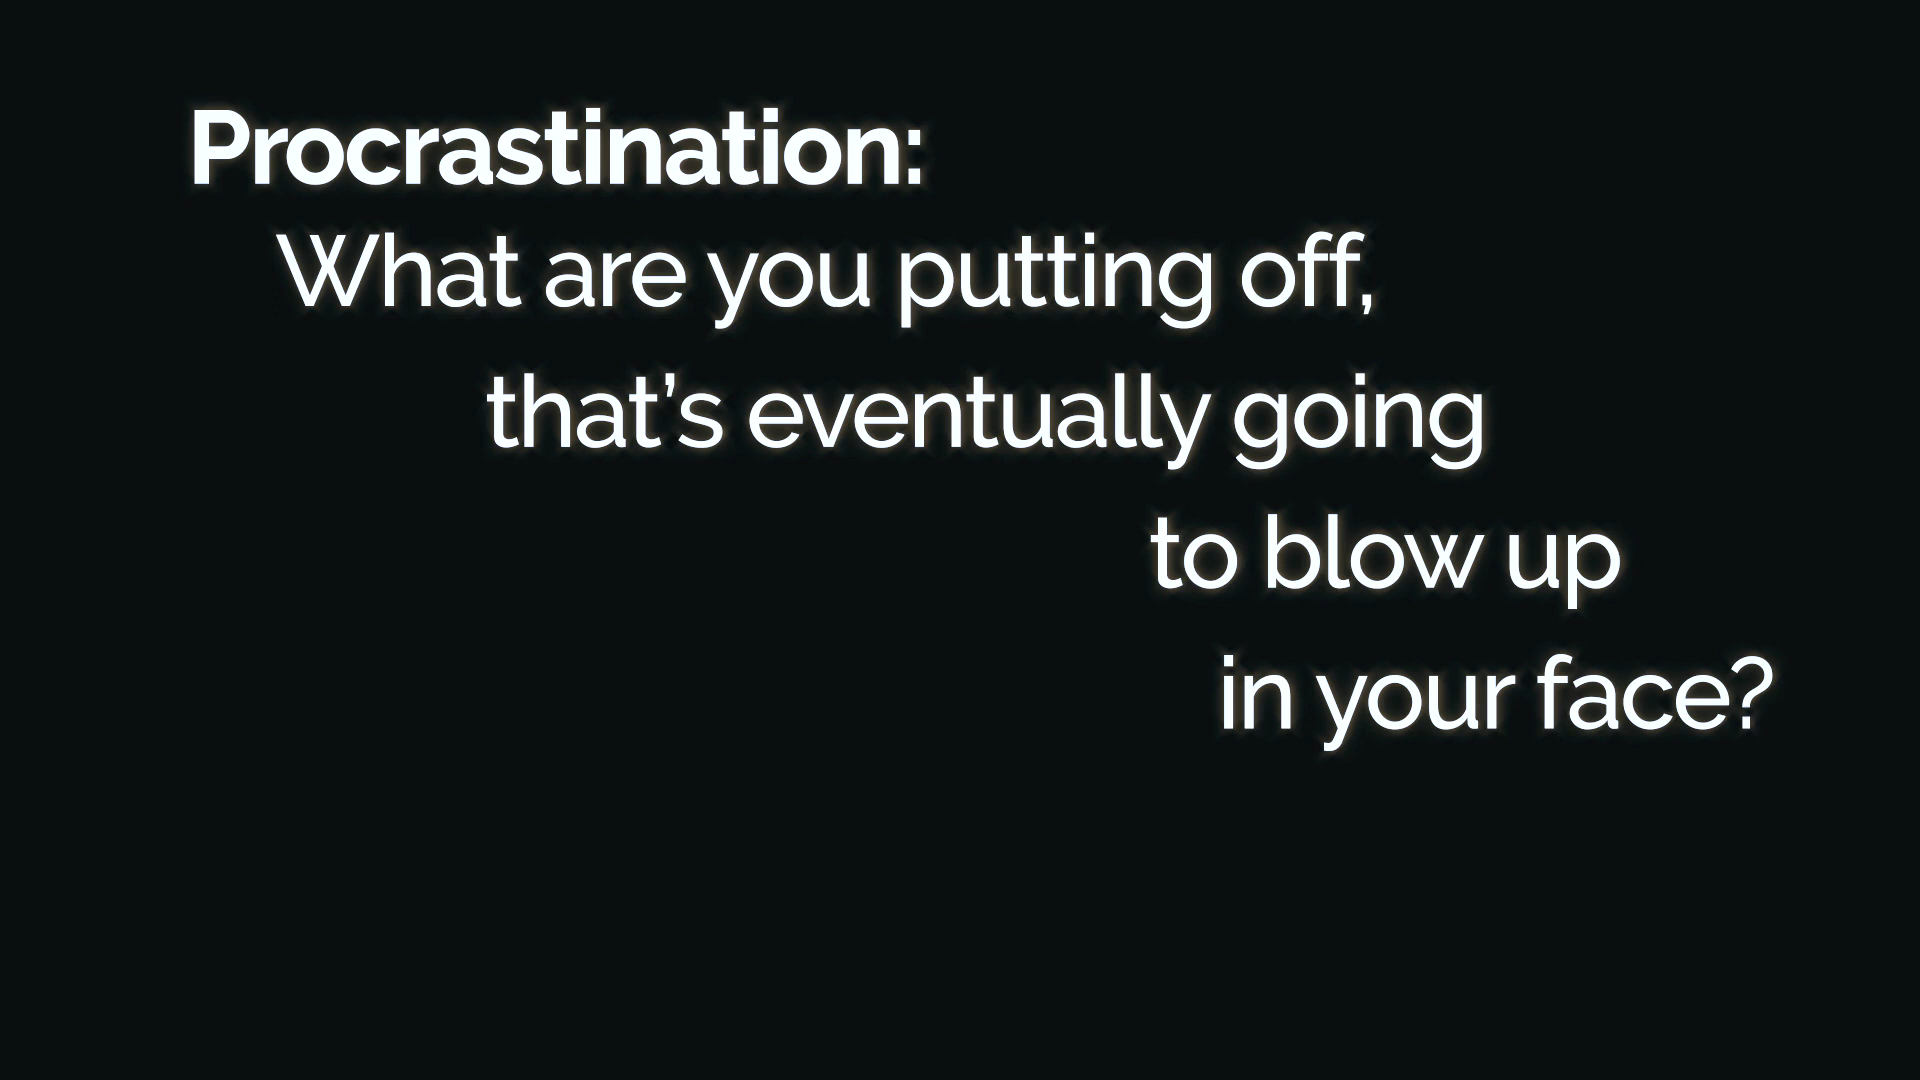 Procrastination:
What are you putting off,
that’s eventually going
to blow up
in your face?